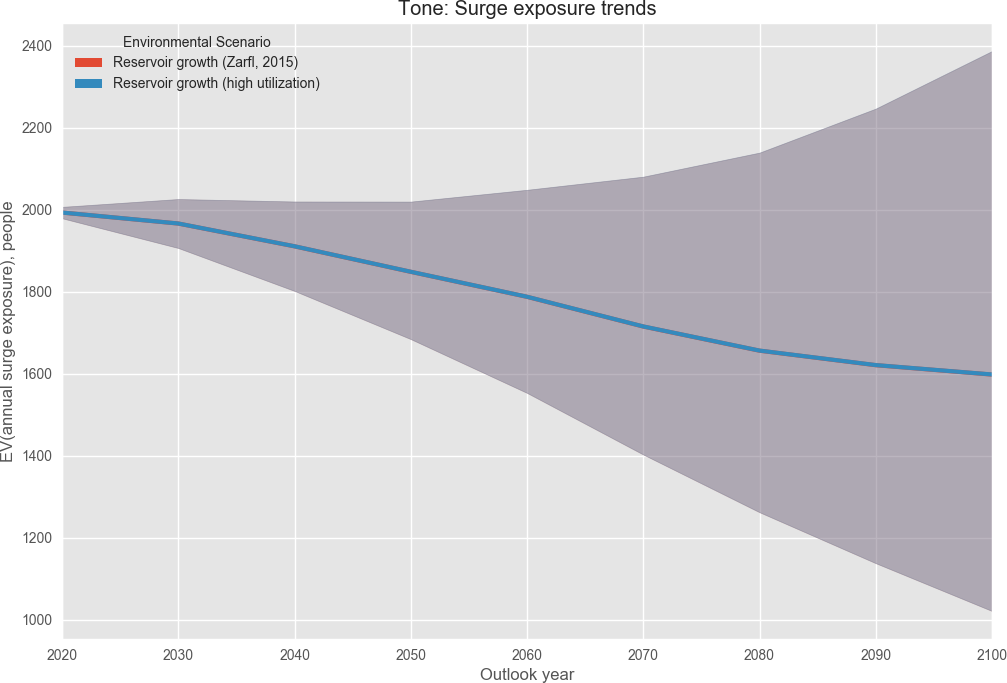 Tone: Surge exposure trends
Environmental Scenario
Reservoir growth (Zarfl, 2015)
Reservoir growth (high utilization)
EV(annual surge exposure), people
2400
2200
2000
1800
1600
1400
1200
1000
2020 2030 2040 2050 2060 2070 2080 2090 2100
Outlook year